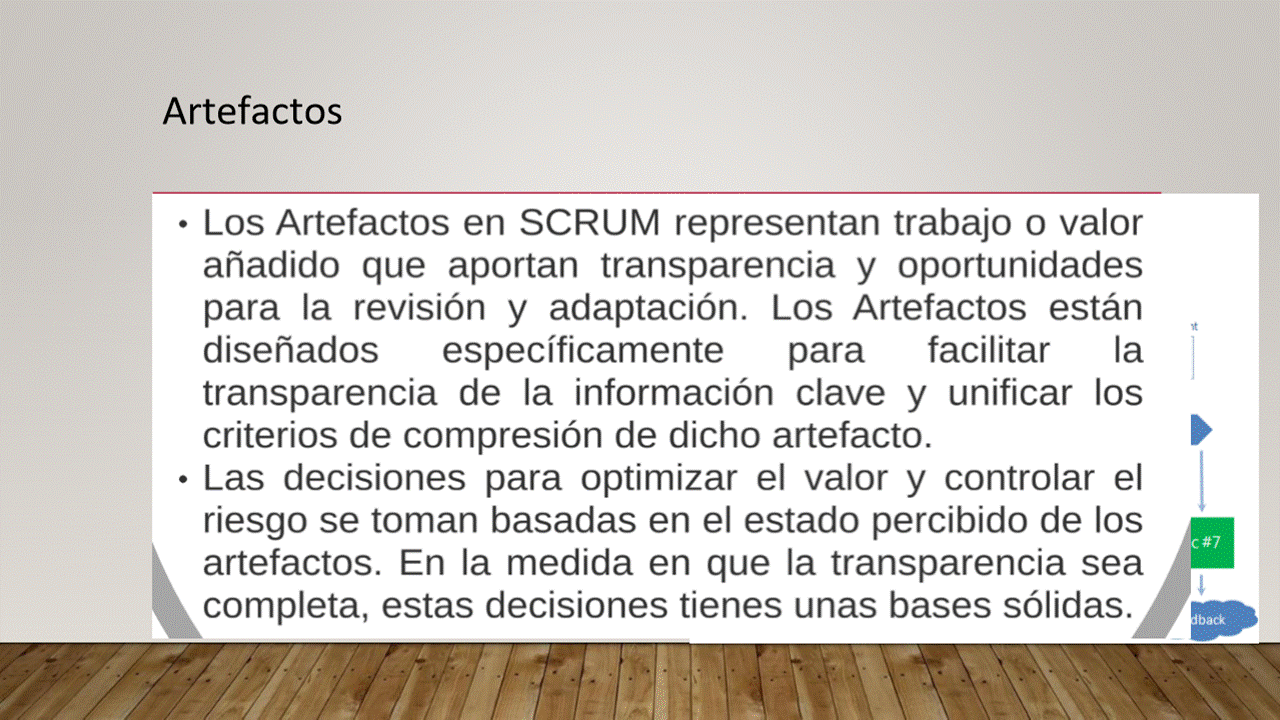 Artefactos
• Los Artefactos en SCRUM representan trabajo o valor
añadido que aportan transparencia y oportunidades
para la revisión y adaptación. Los Artefactos están
diseñados específicamente para facilitar la
transparencia de la información clave y unificar los
criterios de compresión de dicho artefacto.
• Las decisiones para optimizar el valor y controlar el
riesgo se toman basadas en el estado percibido de los
artefactos. En la medida en que la transparencia sea
completa, estas decisiones tienes unas bases sólidas.
#7